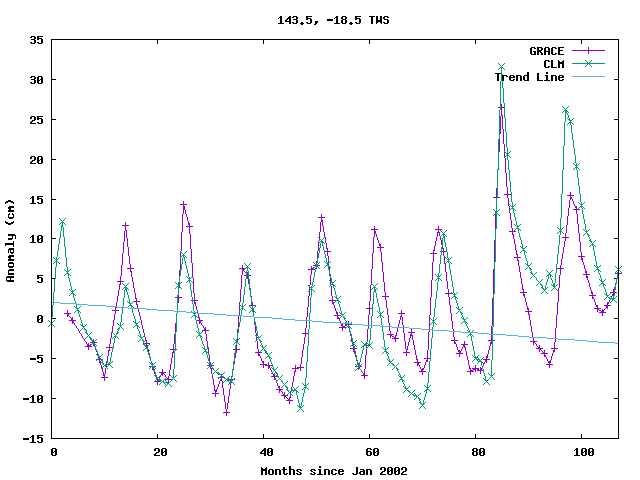 143.5, -18.5 TWS
35
30
25
20
15
10
5
0
-5
-10
-15
GRACE
CLM
Trend Line
Anomaly (cm)
0 20 40 60 80 100
Months since Jan 2002